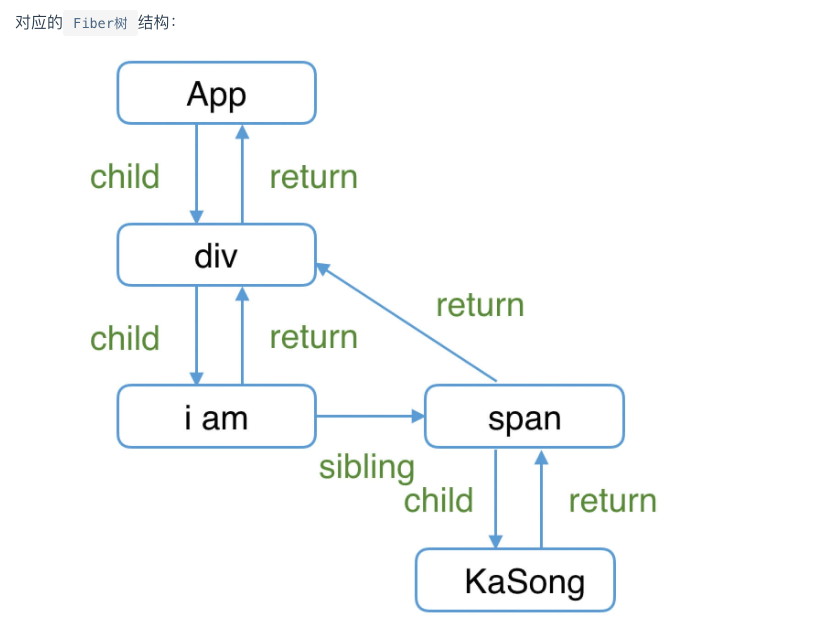 对应的 Fiber树 结构：
App
child
return
div
return
child
return
i am
span
sibling
child
return
KaSong